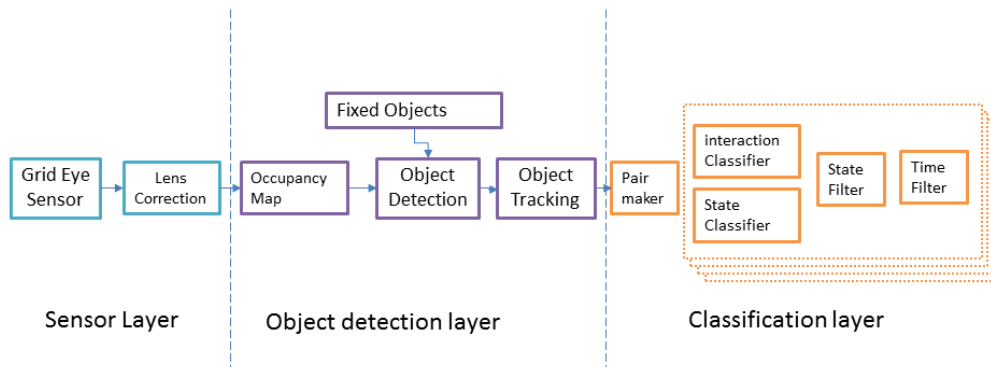 Fixed Objects
Grid Eye
Sensor
Lens
Correction
Occupancy
Map
Object
Detection
Object
Tracking
Pair
maker
interaction
Classifier
State
Classifier
State
Filter
Time
Filter
Sensor Layer
Object detection layer
Classification layer